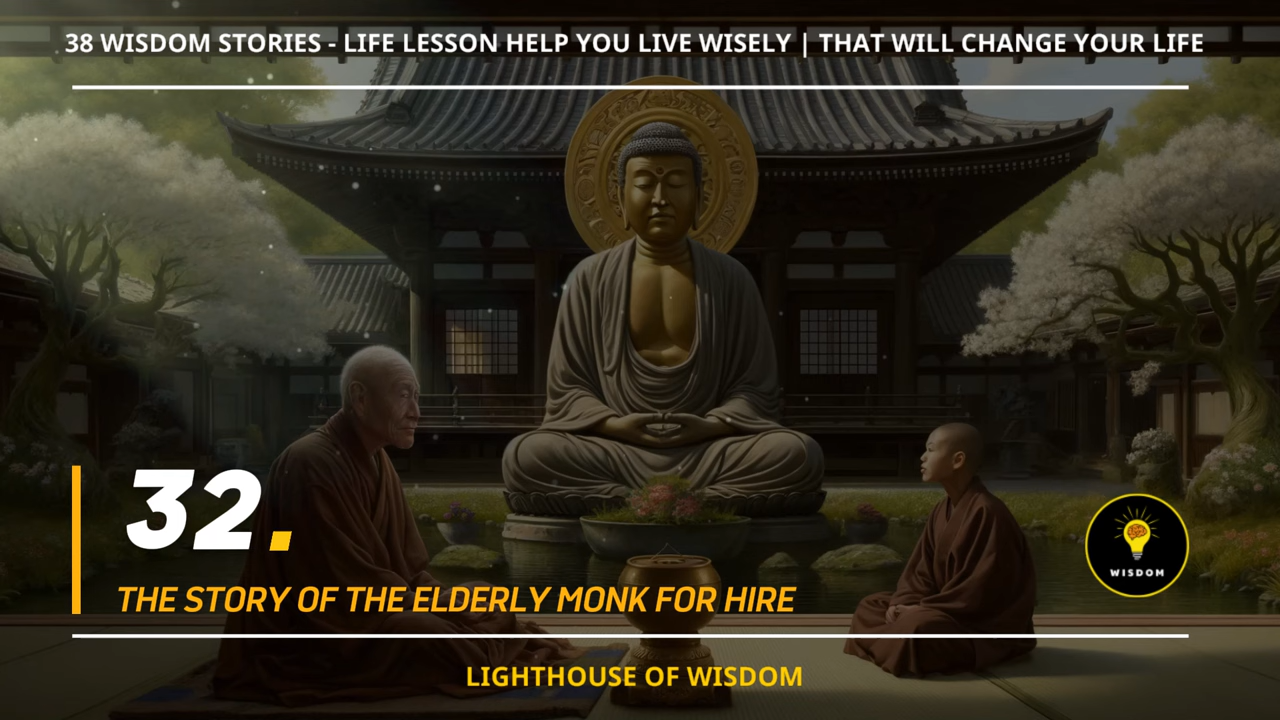 38 WISDOM STORIES - LIFE LESSON HELP YOU LIVE WISELY | THAT WILL CHANGE YOUR LIFE
32.
THE STORY OF THE ELDERLY MONK FOR HIRE
WISDOM
LIGHTHOUSE OF WISDOM